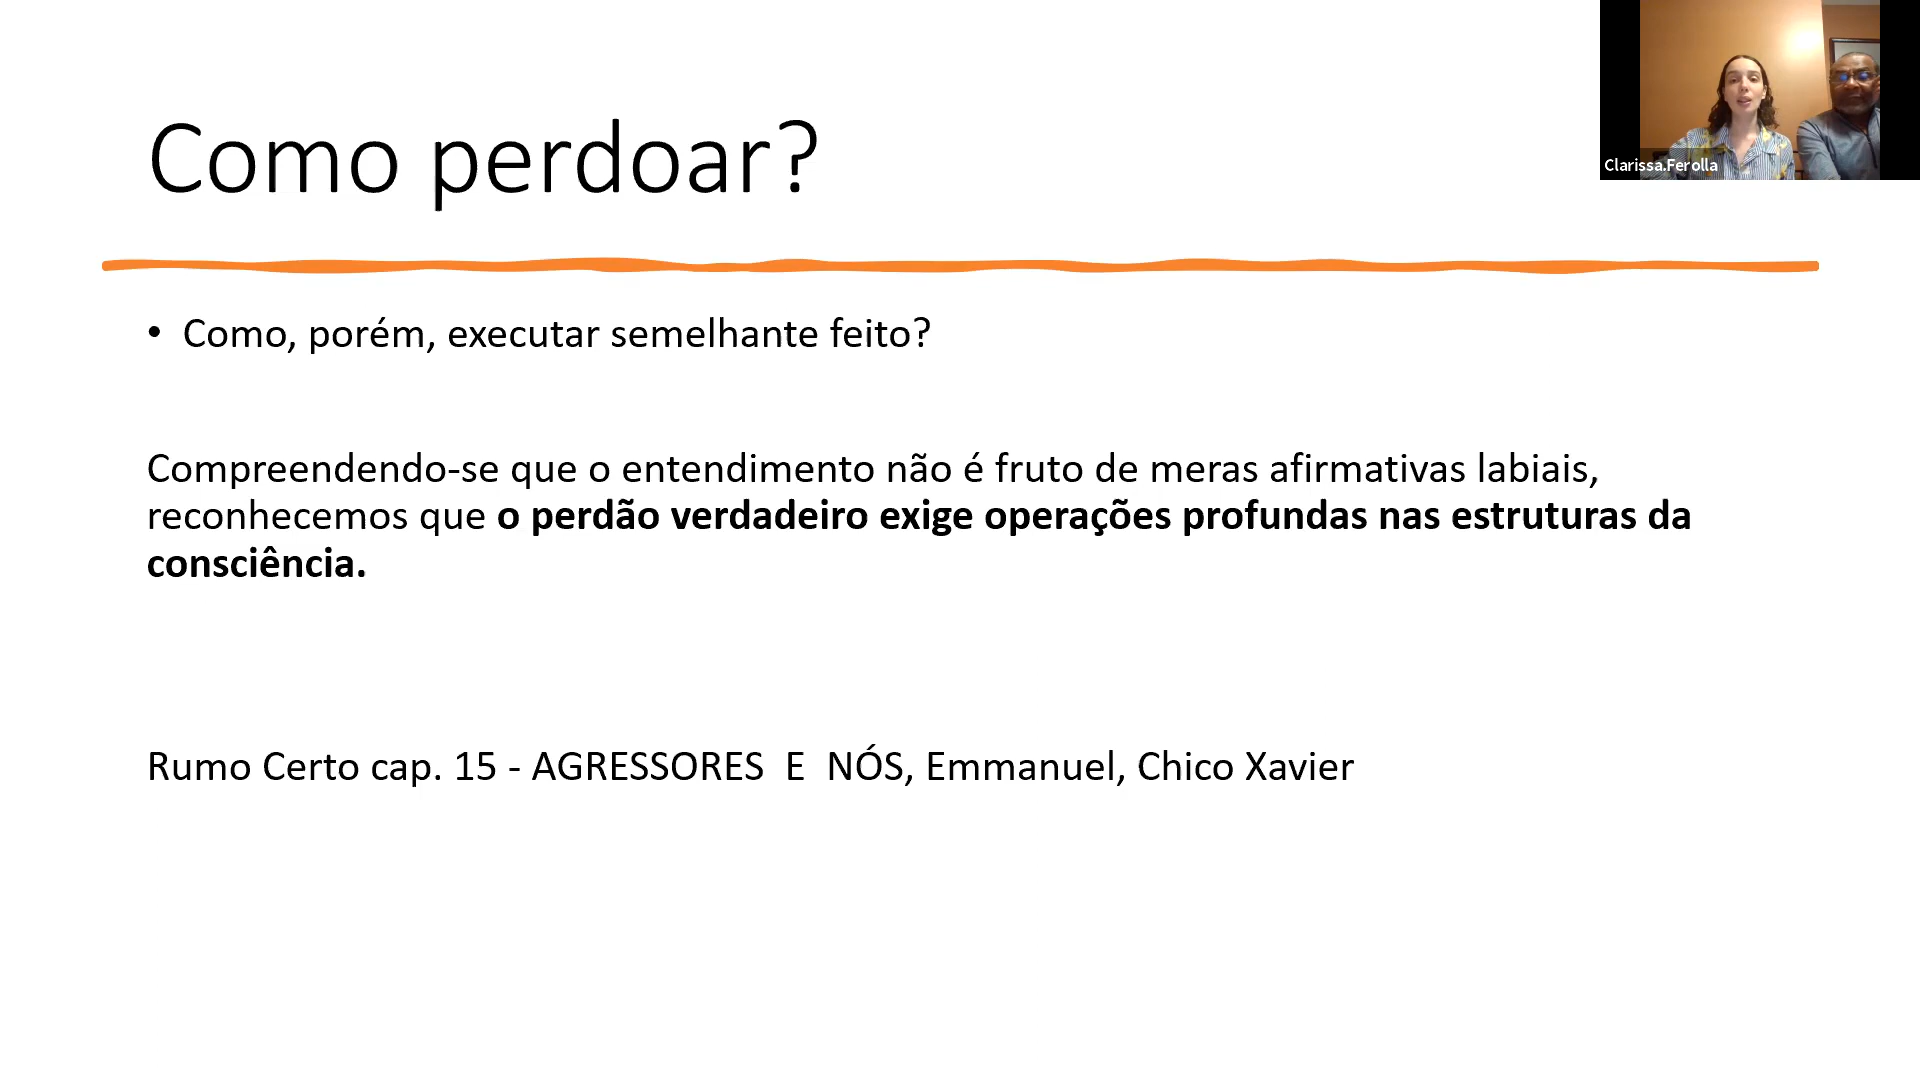 Como perdoar?
Clarissa.Ferolla
• Como, porém, executar semelhante feito?
Compreendendo-se que o entendimento não é fruto de meras afirmativas labiais,
reconhecemos que o perdão verdadeiro exige operações profundas nas estruturas da
consciência.
Rumo Certo cap. 15 - AGRESSORES  E  NÓS, Emmanuel, Chico Xavier